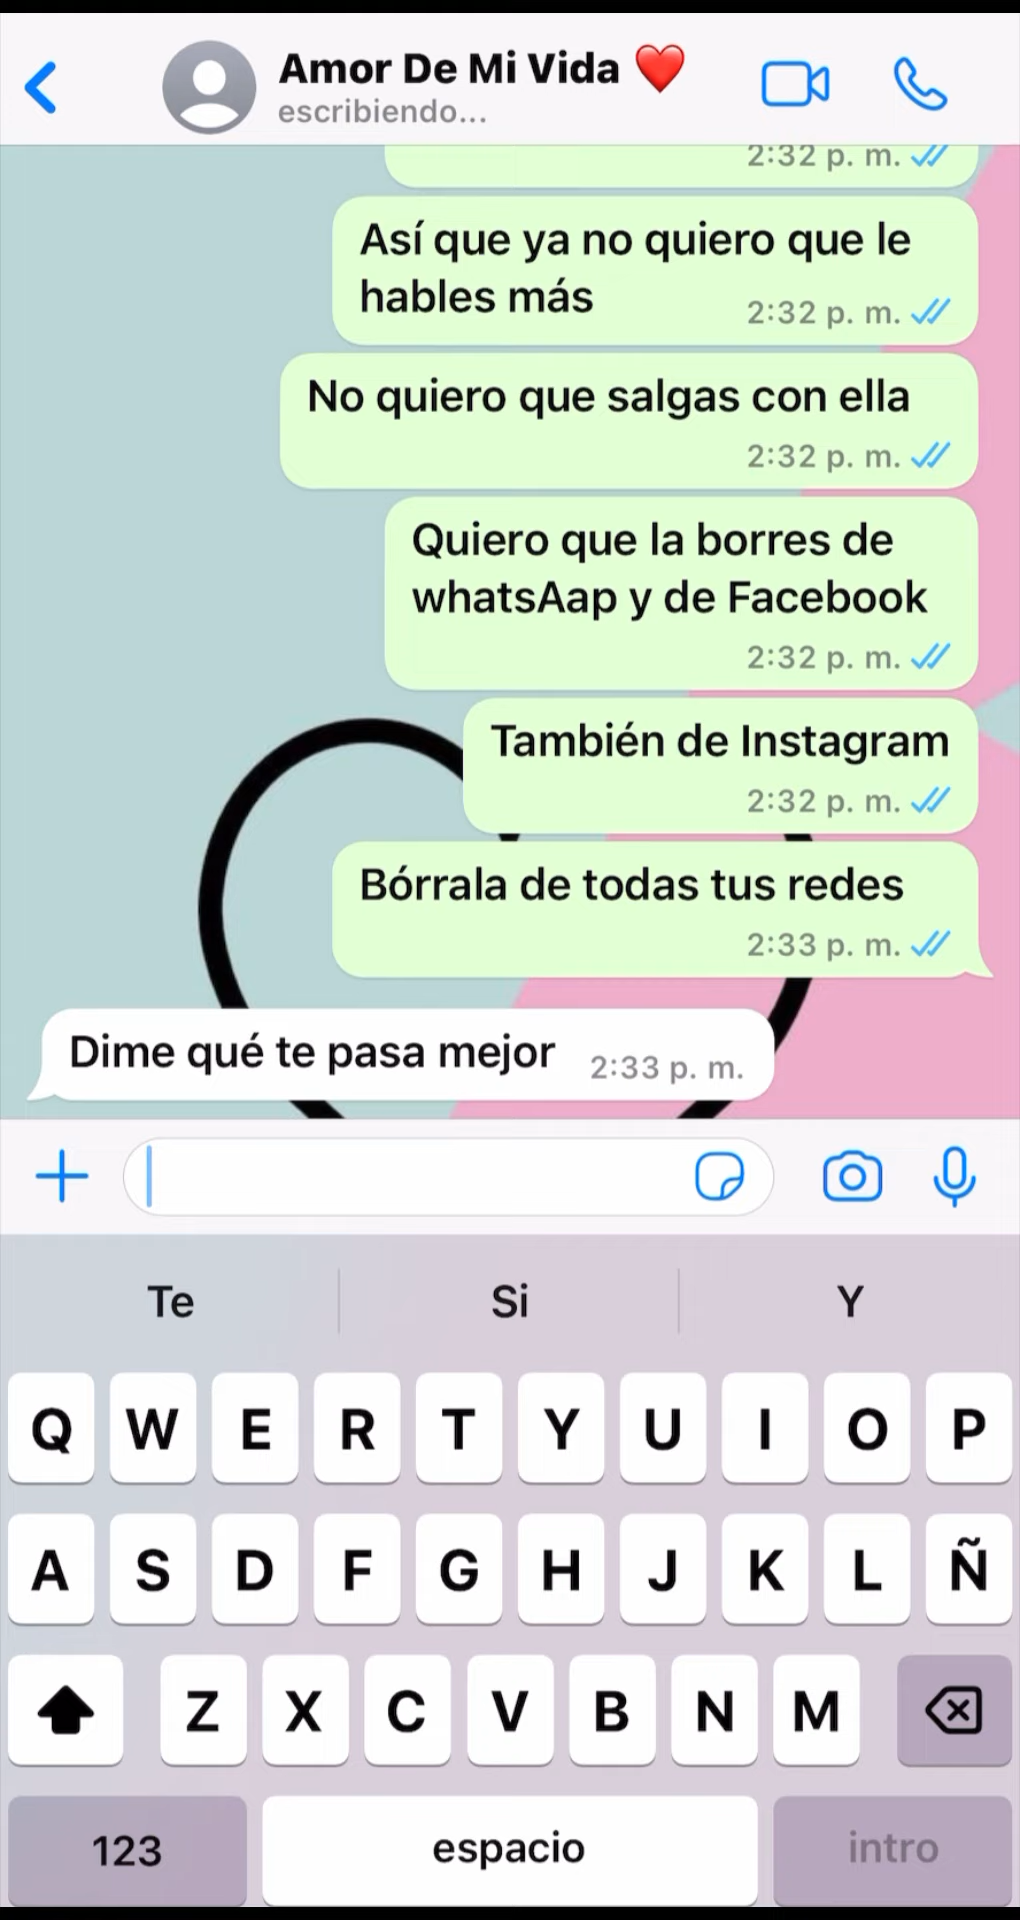 Amor De Mi Vida ❤️
escribiendo...
2:32 p. m.
Así que ya no quiero que le
hables más
2:32 p. m.
No quiero que salgas con ella
2:32 p. m.
Quiero que la borres de
whatsAap y de Facebook
2:32 p. m.
También de Instagram
2:32 p. m.
Bórrala de todas tus redes
2:33 p. m.
Dime qué te pasa mejor 2:33 p. m.
Te Si Y
Q W E R T Y U I O P
A S D F G H J K L Ñ
Z X C V B N M
123 espacio intro